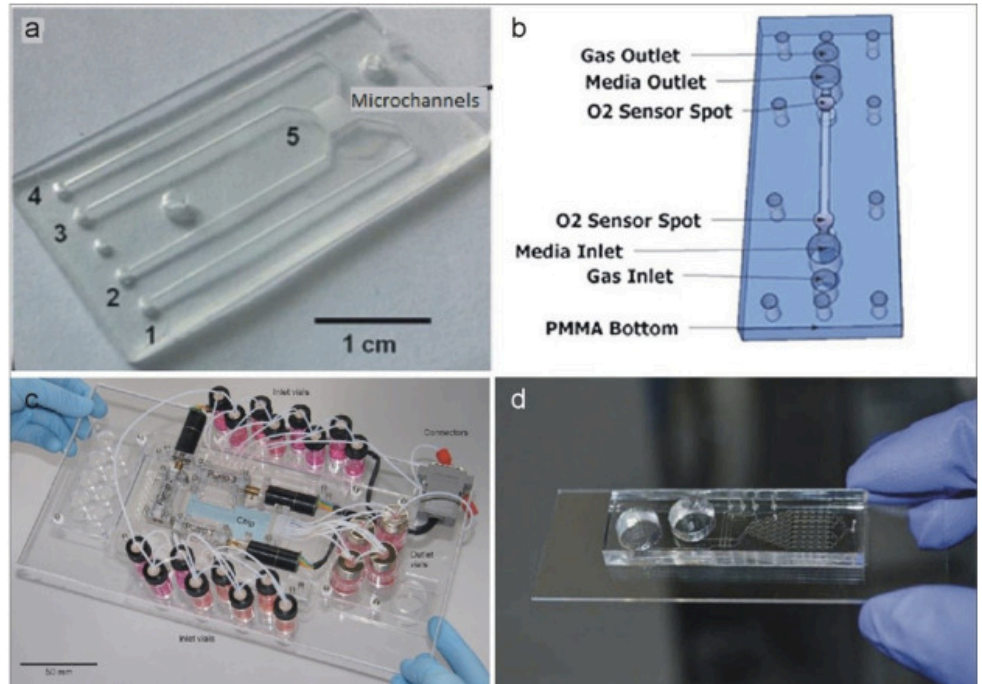 a
Microchannels
5
4
3
2
1
1 cm
b
Gas Outlet
Media Outlet
O2 Sensor Spot
O2 Sensor Spot
Media Inlet
Gas Inlet
PMMA Bottom
c
Inlet vials
Connectors
Chip
Outlet
vials
Inlet vials
50 mm
d